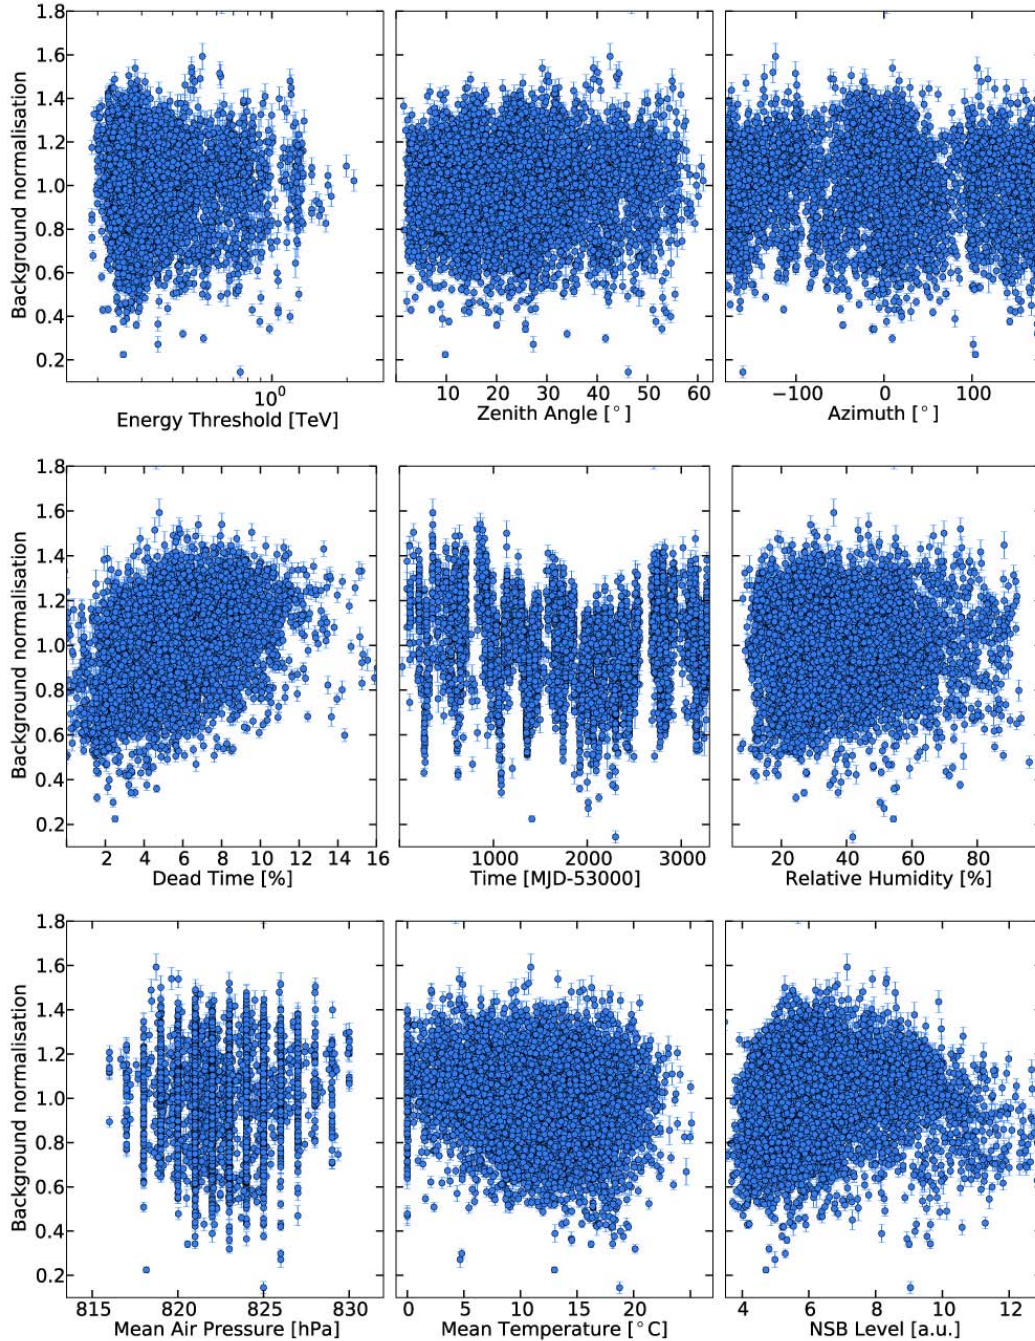 1.8
1.6
1.4
1.2
1.0
0.8
0.6
0.4
0.2
Background normalisation
10⁰
Energy Threshold [TeV]
10 20 30 40 50 60
Zenith Angle [°]
−100 0 100
Azimuth [°]
1.8
1.6
1.4
1.2
1.0
0.8
0.6
0.4
0.2
Background normalisation
2 4 6 8 10 12 14 16
Dead Time [%]
1000 2000 3000
Time [MJD-53000]
20 40 60 80
Relative Humidity [%]
1.8
1.6
1.4
1.2
1.0
0.8
0.6
0.4
0.2
Background normalisation
815 820 825 830
Mean Air Pressure [hPa]
0 5 10 15 20
Mean Temperature [°C]
4 6 8 10 12
NSB Level [a.u.]